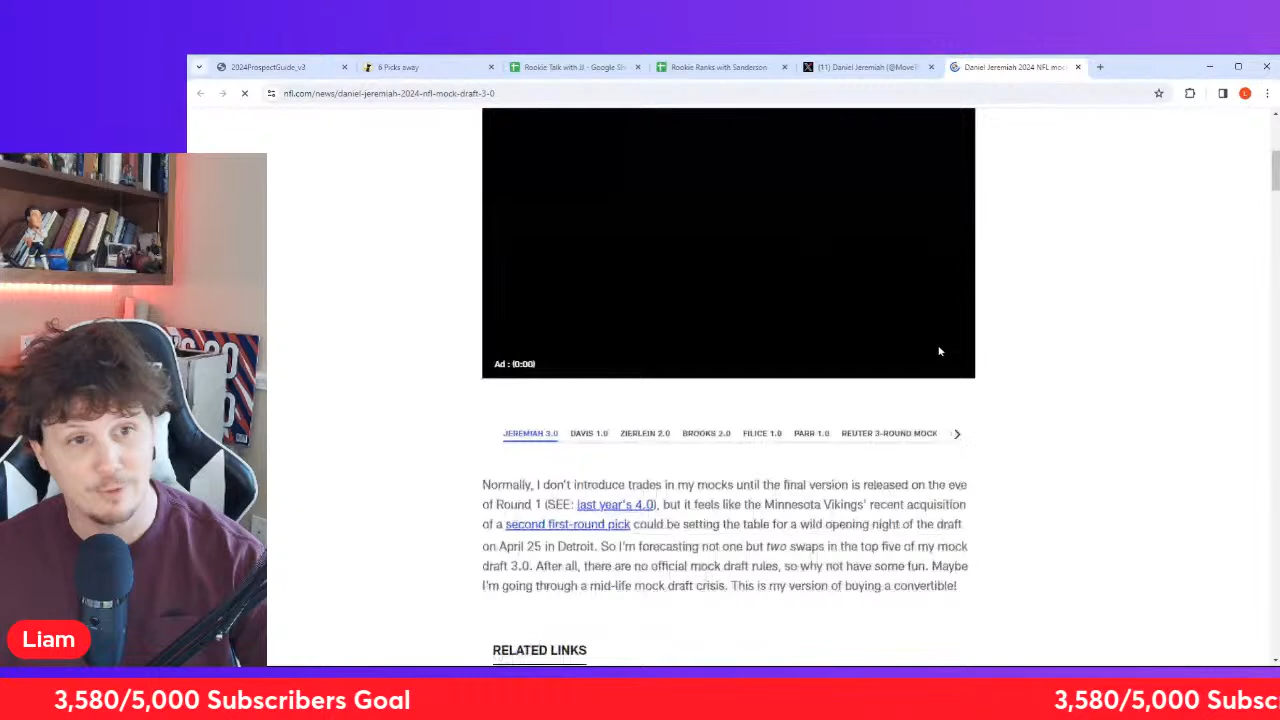 2024ProspectGuide_v3
6 Picks away
Rookie Talk with JJ. - Google Sh
Rookie Ranks with Sanderson
(11) Daniel Jeremiah (@MoveT
Daniel Jeremiah 2024 NFL mo
nfl.com/news/daniel-jeremiah-2024-nfl-mock-draft-3-0
L
Ad : (0:00)
JEREMIAH 3.0 DAVIS 1.0 ZIERLEIN 2.0 BROOKS 2.0 FILICE 1.0 PARR 1.0 REUTER 3-ROUND MOCK
Normally, I don't introduce trades in my mocks until the final version is released on the eve
of Round 1 (SEE: last year's 4.0), but it feels like the Minnesota Vikings' recent acquisition
of a second first-round pick could be setting the table for a wild opening night of the draft
on April 25 in Detroit. So I'm forecasting not one but two swaps in the top five of my mock
draft 3.0. After all, there are no official mock draft rules, so why not have some fun. Maybe
I'm going through a mid-life mock draft crisis. This is my version of buying a convertible!
RELATED LINKS
Liam
3,580/5,000 Subscribers Goal
3,580/5,000 Subsc